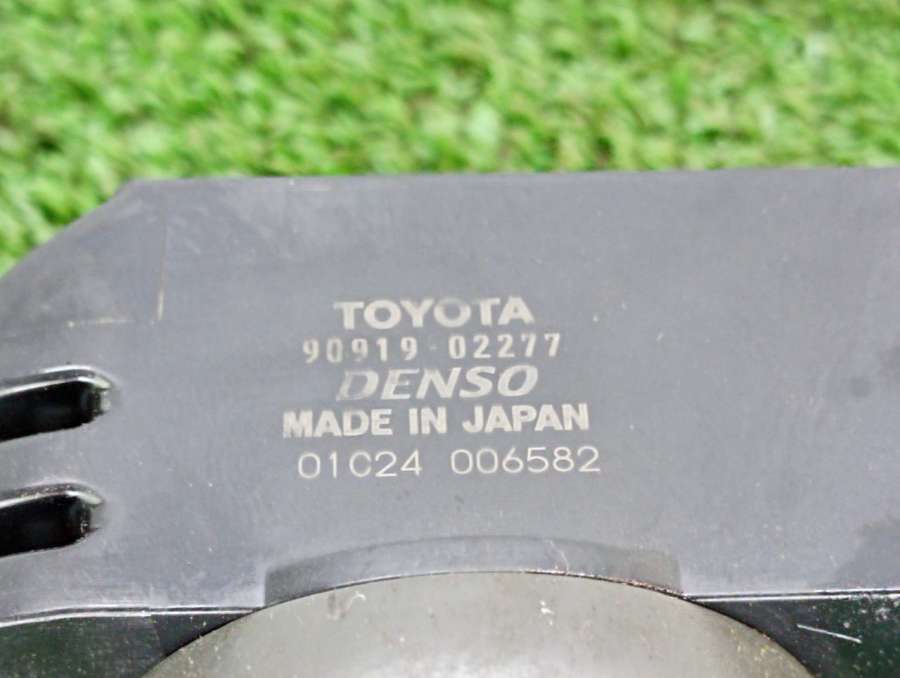 TOYOTA
90919-02277
DENSO
MADE IN JAPAN
01C24 006582